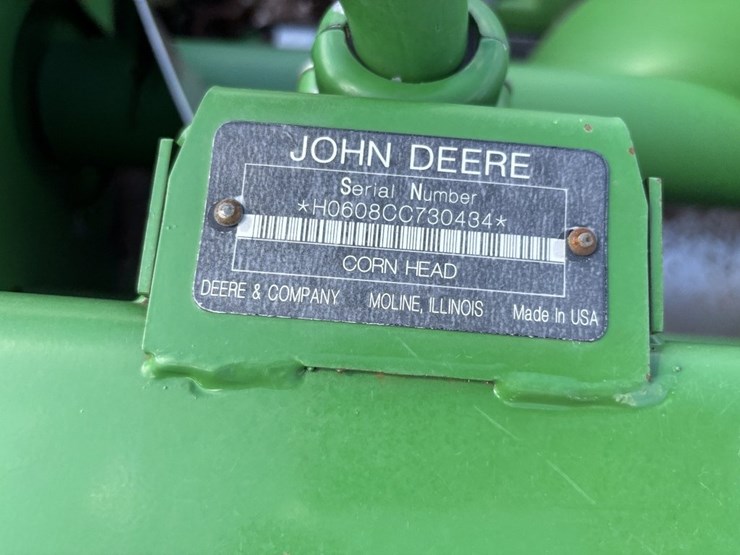 JOHN DEERE
Serial Number
*H0608CC730434*
CORN HEAD
DEERE & COMPANY MOLINE, ILLINOIS Made In USA